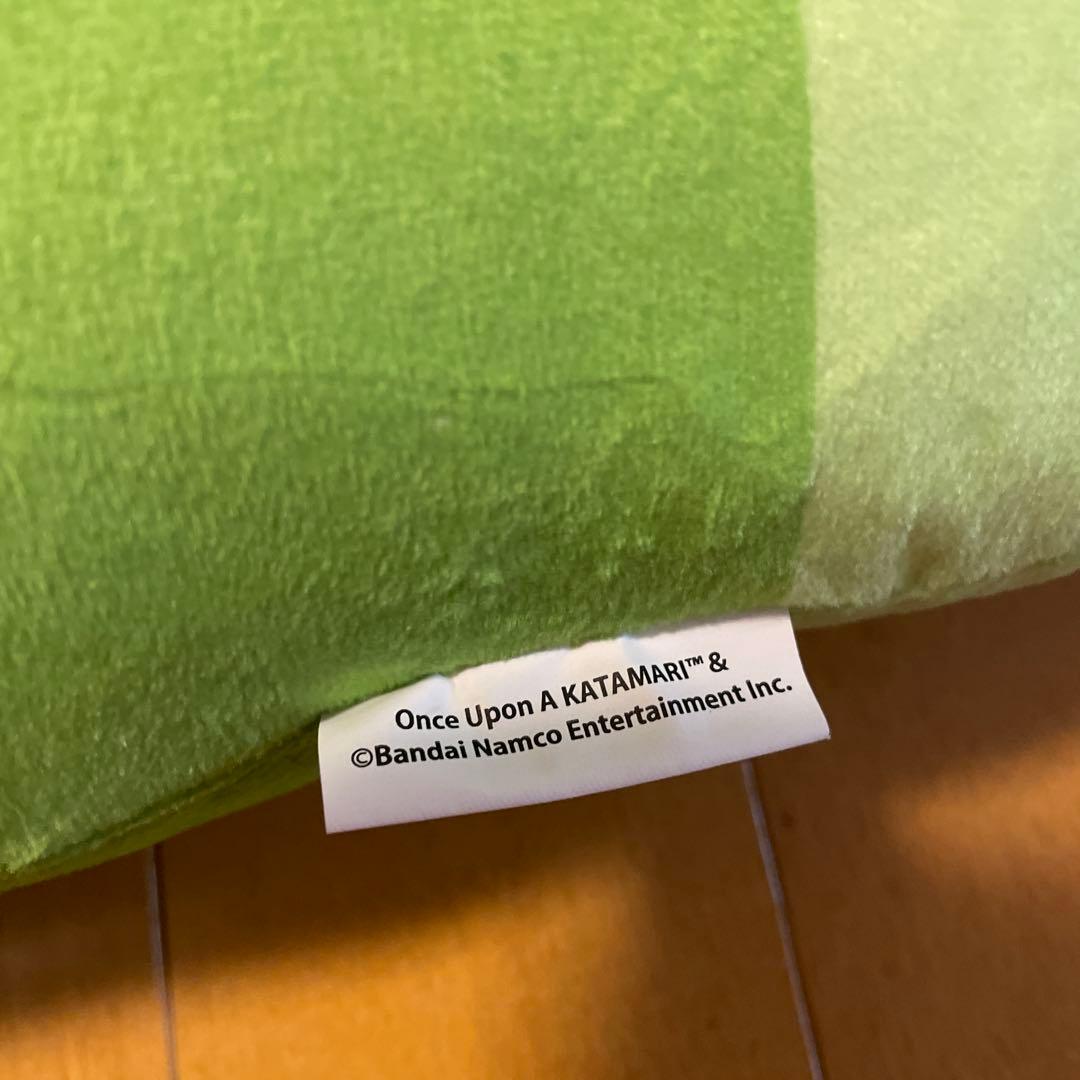 Once Upon A KATAMARI™ &
©Bandai Namco Entertainment Inc.